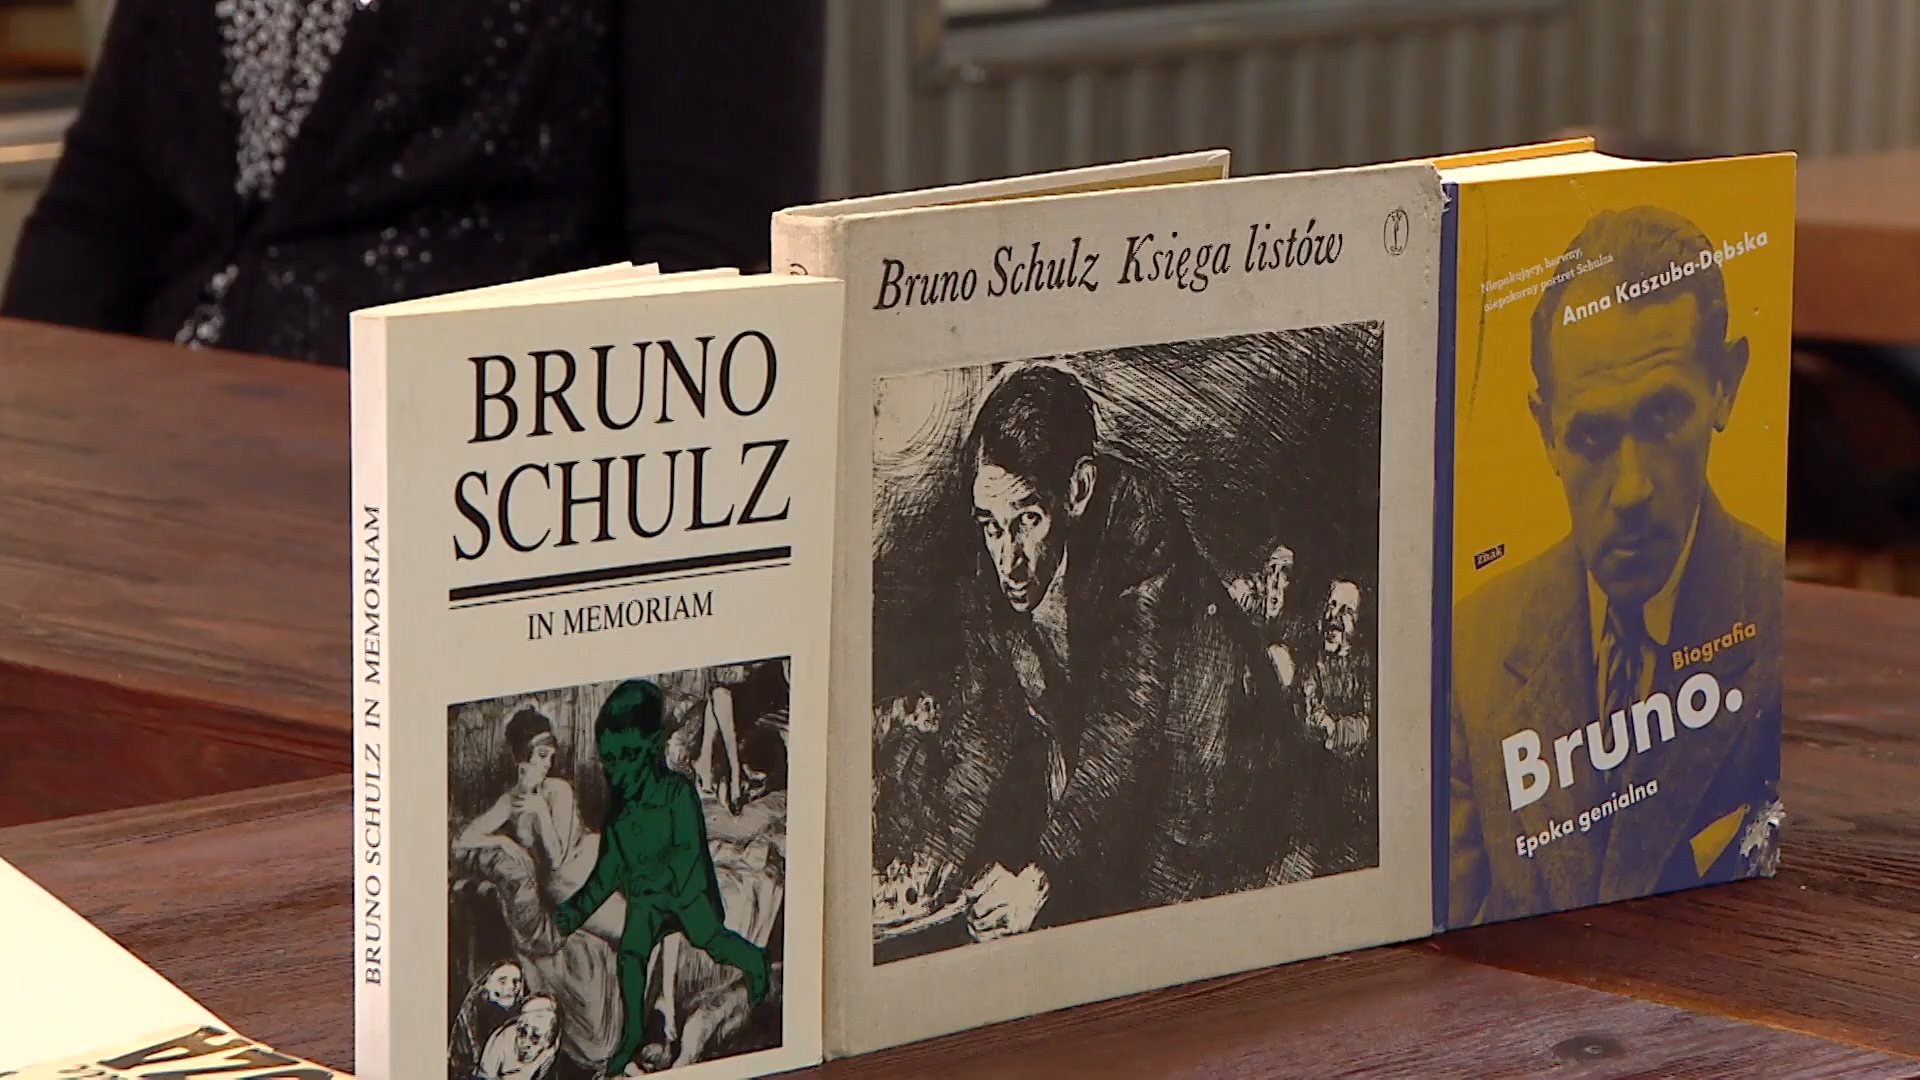 BRUNO SCHULZ IN MEMORIAM
BRUNO
SCHULZ
IN MEMORIAM
Bruno Schulz Księga listów
Niepokojący, barwny,
niepokorny portret Schulza
Anna Kaszuba-Dębska
znak
Biografia
Bruno.
Epoka genialna